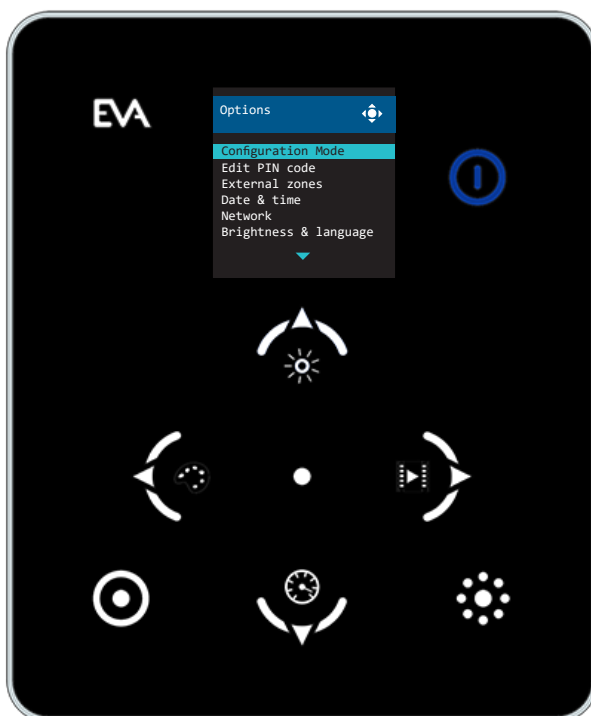 EVA
Options
Configuration Mode
Edit PIN code
External zones
Date & time
Network
Brightness & language